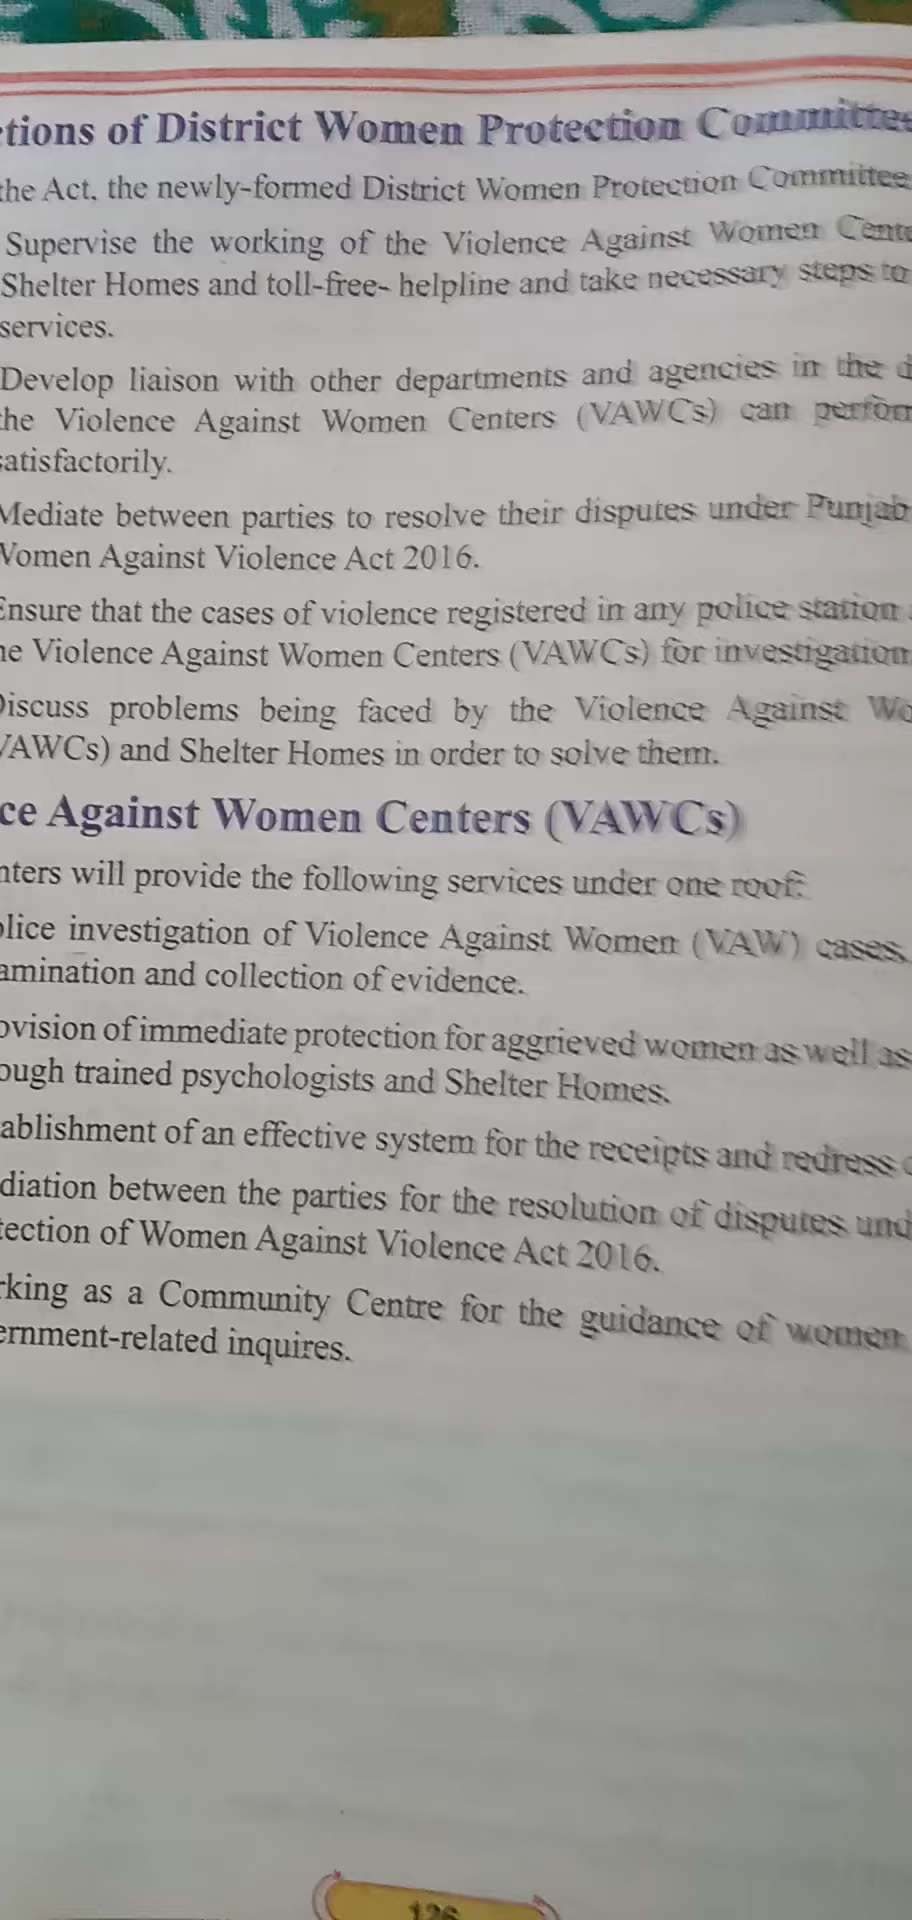 tions of District Women Protection Committee
the Act, the newly-formed District Women Protection Committee
Supervise the working of the Violence Against Women Cente
Shelter Homes and toll-free- helpline and take necessary steps to
services.
Develop liaison with other departments and agencies in the d
the Violence Against Women Centers (VAWCs) can perform
satisfactorily.
Mediate between parties to resolve their disputes under Punjab
Women Against Violence Act 2016.
Ensure that the cases of violence registered in any police station
he Violence Against Women Centers (VAWCs) for investigation
Discuss problems being faced by the Violence Against Wo
VAWCs) and Shelter Homes in order to solve them.
ce Against Women Centers (VAWCs)
nters will provide the following services under one roof:
olice investigation of Violence Against Women (VAW) cases,
amination and collection of evidence.
ovision of immediate protection for aggrieved women as well as
ough trained psychologists and Shelter Homes.
ablishment of an effective system for the receipts and redress
diation between the parties for the resolution of disputes und
tection of Women Against Violence Act 2016.
rking as a Community Centre for the guidance of women
ernment-related inquires.
126